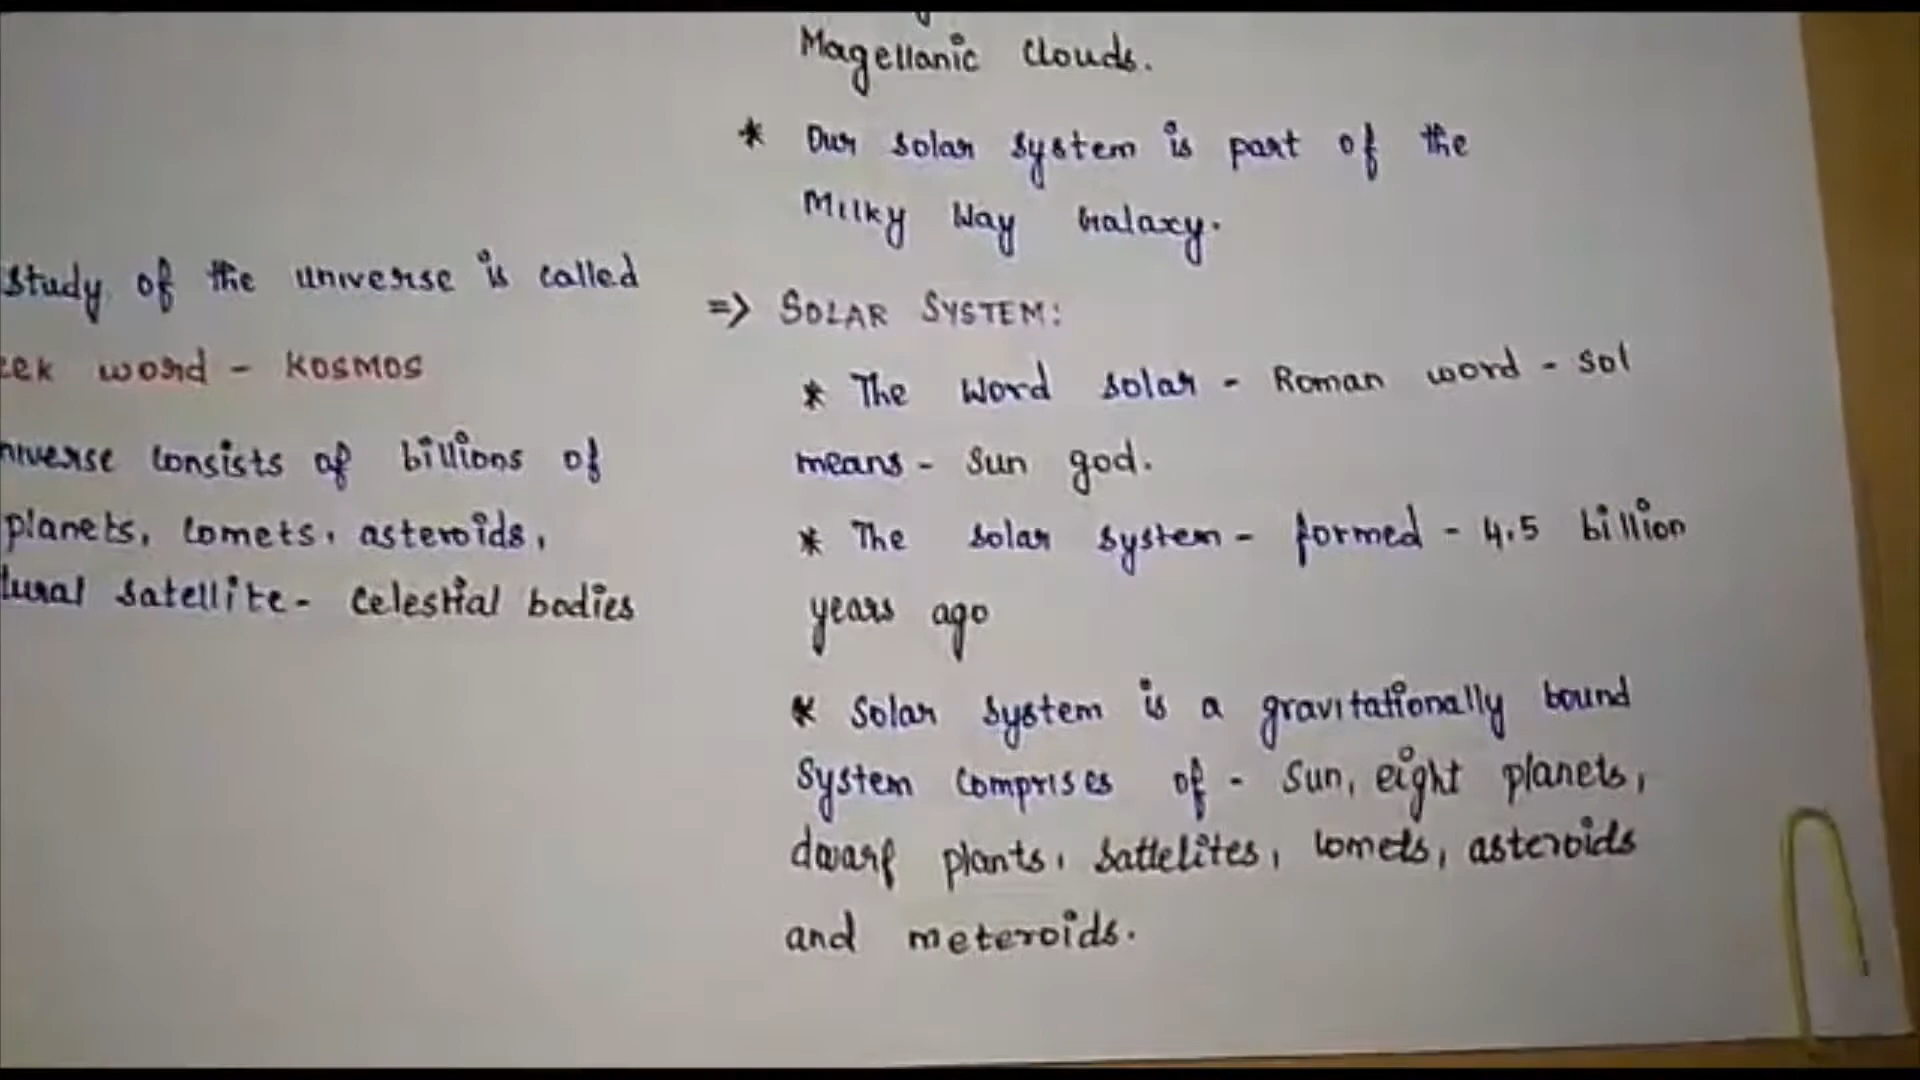 study of the universe is called
word - KOSMOS
consists of billions of
planets, comets, asteroids,
satellite - Celestial bodies
Magellanic Clouds.
* Our solar system is part of the
Milky Way Galaxy.
=> SOLAR SYSTEM:
* The word solar - Roman word - sol
means - Sun god.
* The solar system - formed - 4.5 billion
years ago
* Solar system is a gravitationally bound
System comprises of - Sun, eight planets,
dwarf plants, sattelites, comets, asteroids
and meteroids.